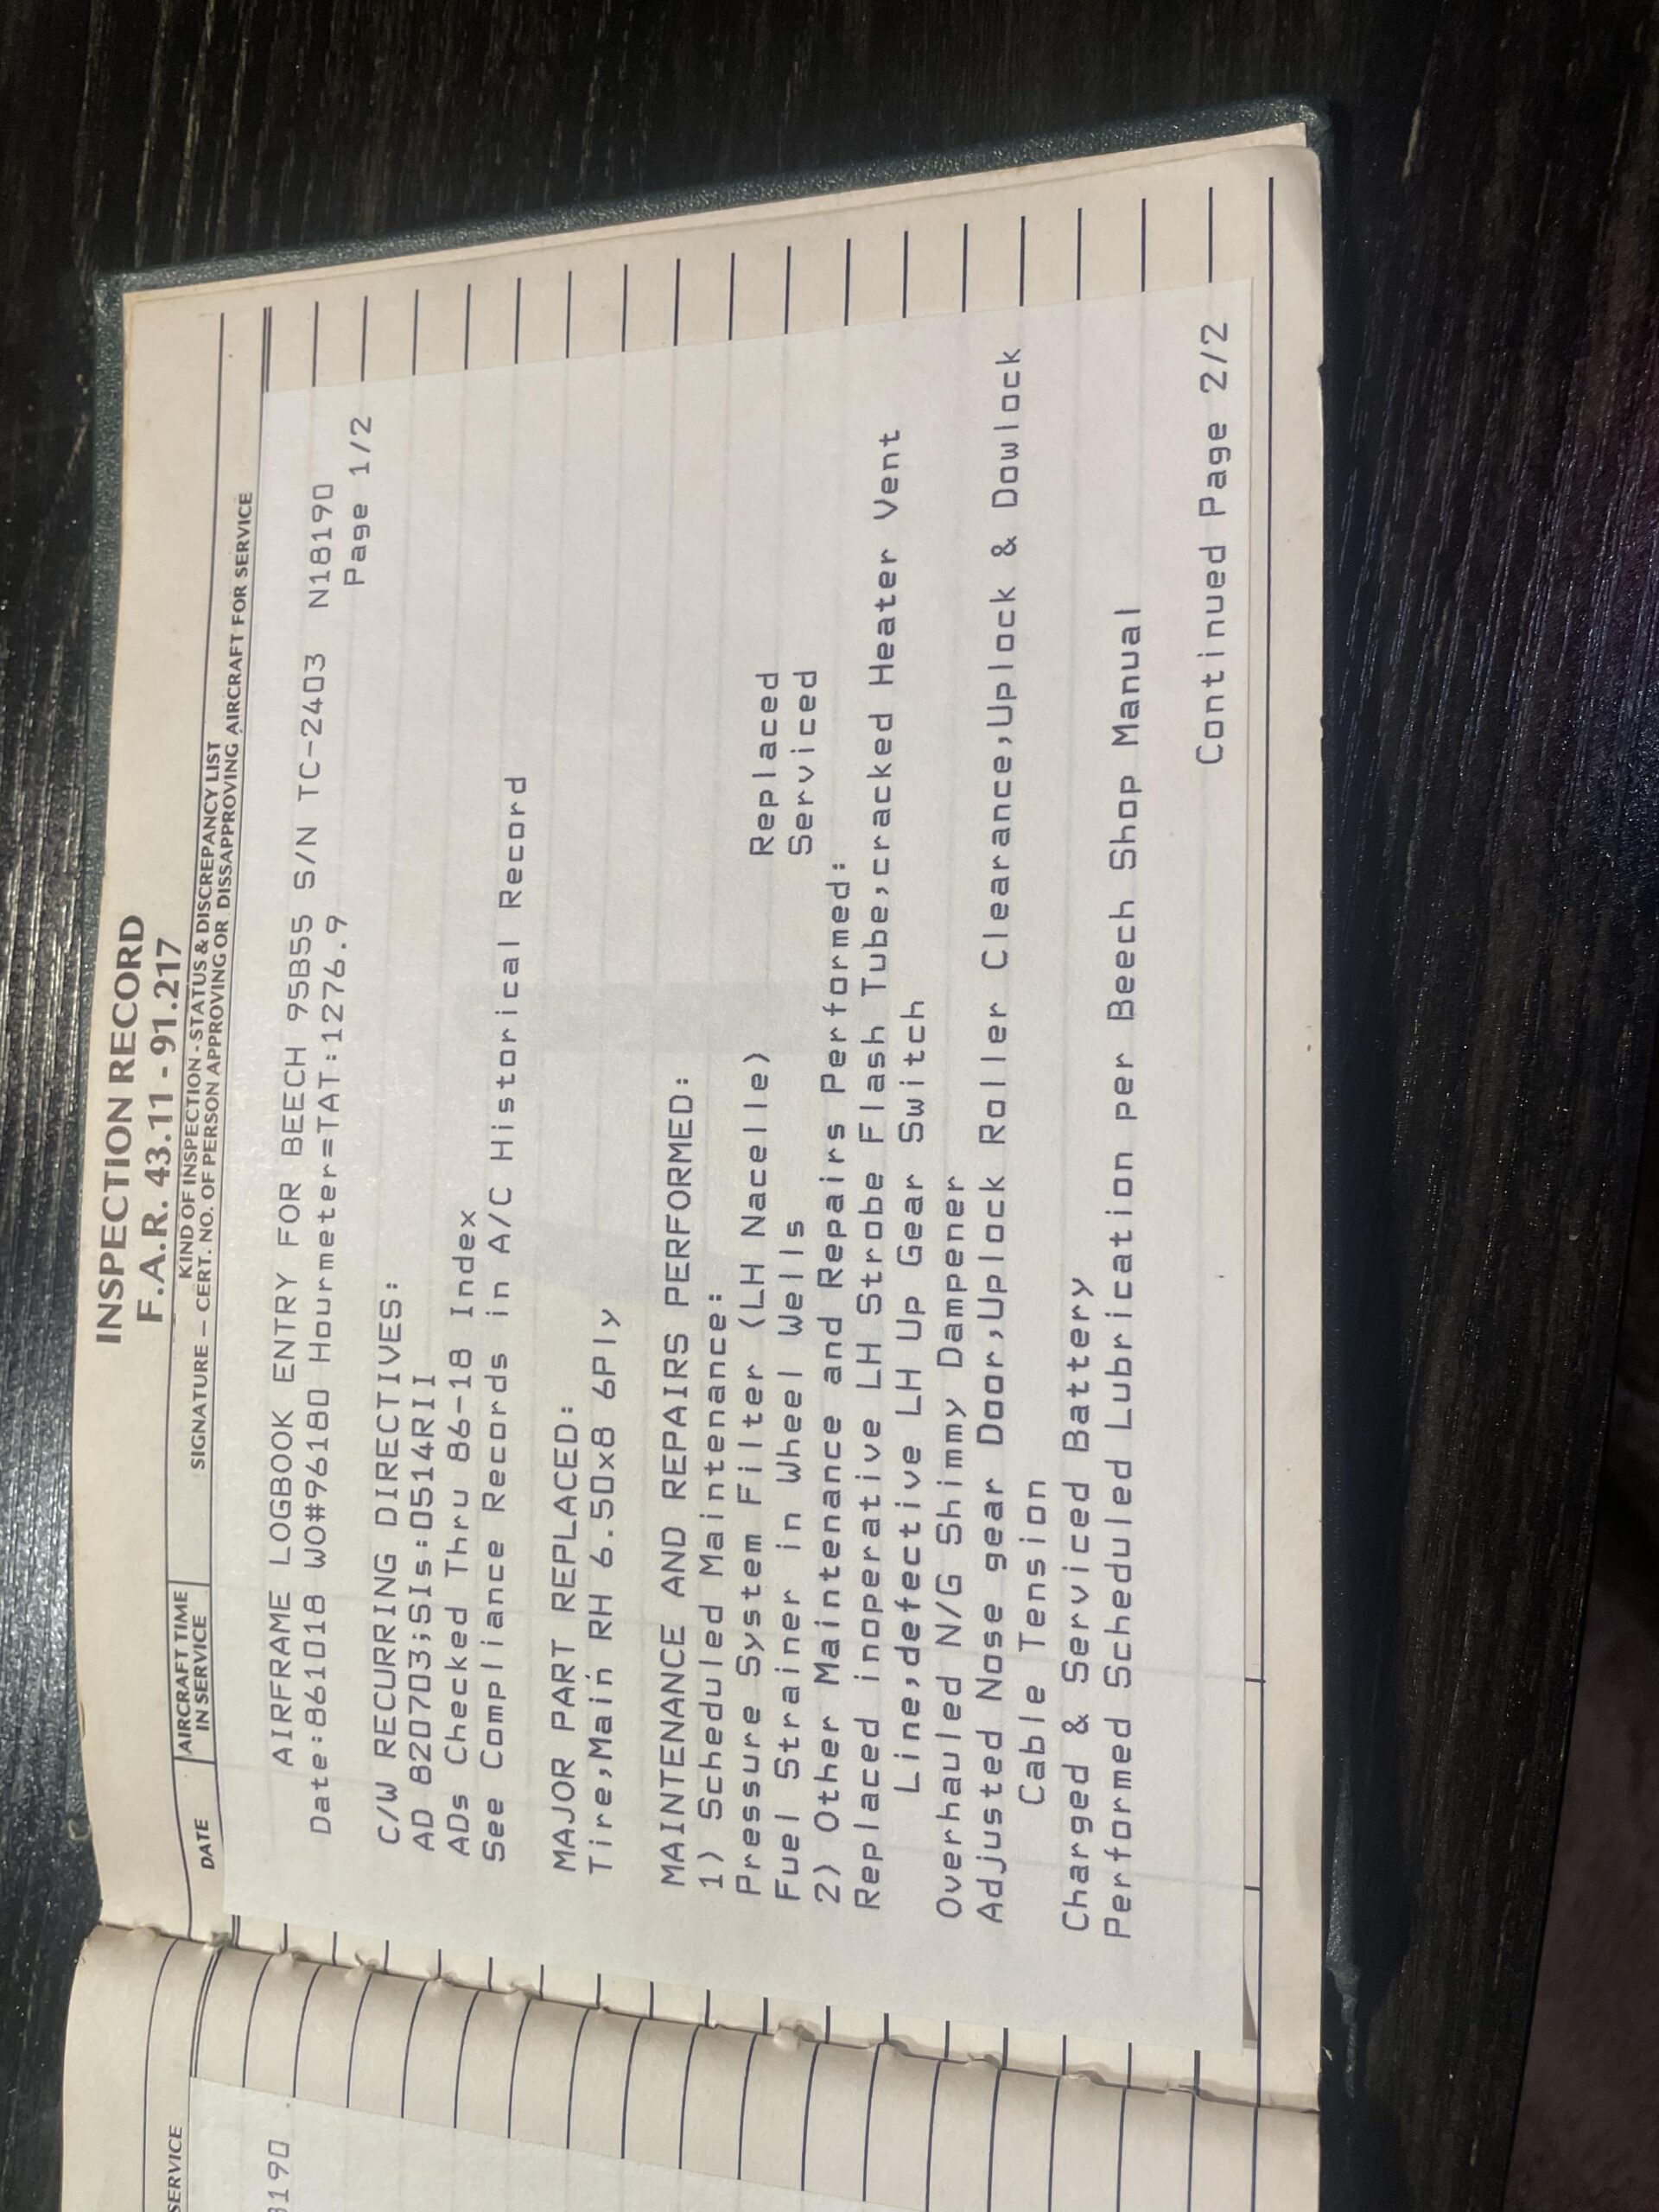 INSPECTION RECORD
F.A.R. 43.11 - 91.217
DATE
AIRCRAFT TIME
IN SERVICE
KIND OF INSPECTION - STATUS & DISCREPANCY LIST
SIGNATURE — CERT. NO. OF PERSON APPROVING OR DISSAPPROVING AIRCRAFT FOR SERVICE
AIRFRAME LOGBOOK ENTRY FOR BEECH 95B55 S/N TC-2403 N18190
Date:861018 WO#96180 Hourmeter=TAT:1276.9 Page 1/2
C/W RECURRING DIRECTIVES:
AD 820703;SIs:0514RII
ADs Checked Thru 86-18 Index
See Compliance Records in A/C Historical Record
MAJOR PART REPLACED:
Tire,Main RH 6.50x8 6Ply
MAINTENANCE AND REPAIRS PERFORMED:
1) Scheduled Maintenance:
Pressure System Filter (LH Nacelle) Replaced
Fuel Strainer in Wheel Wells Serviced
2) Other Maintenance and Repairs Performed:
Replaced inoperative LH Strobe Flash Tube,cracked Heater Vent
Line,defective LH Up Gear Switch
Overhauled N/G Shimmy Dampener
Adjusted Nose gear Door,Uplock Roller Clearance,Uplock & Dowlock
Cable Tension
Charged & Serviced Battery
Performed Scheduled Lubrication per Beech Shop Manual
Continued Page 2/2
SERVICE
8190